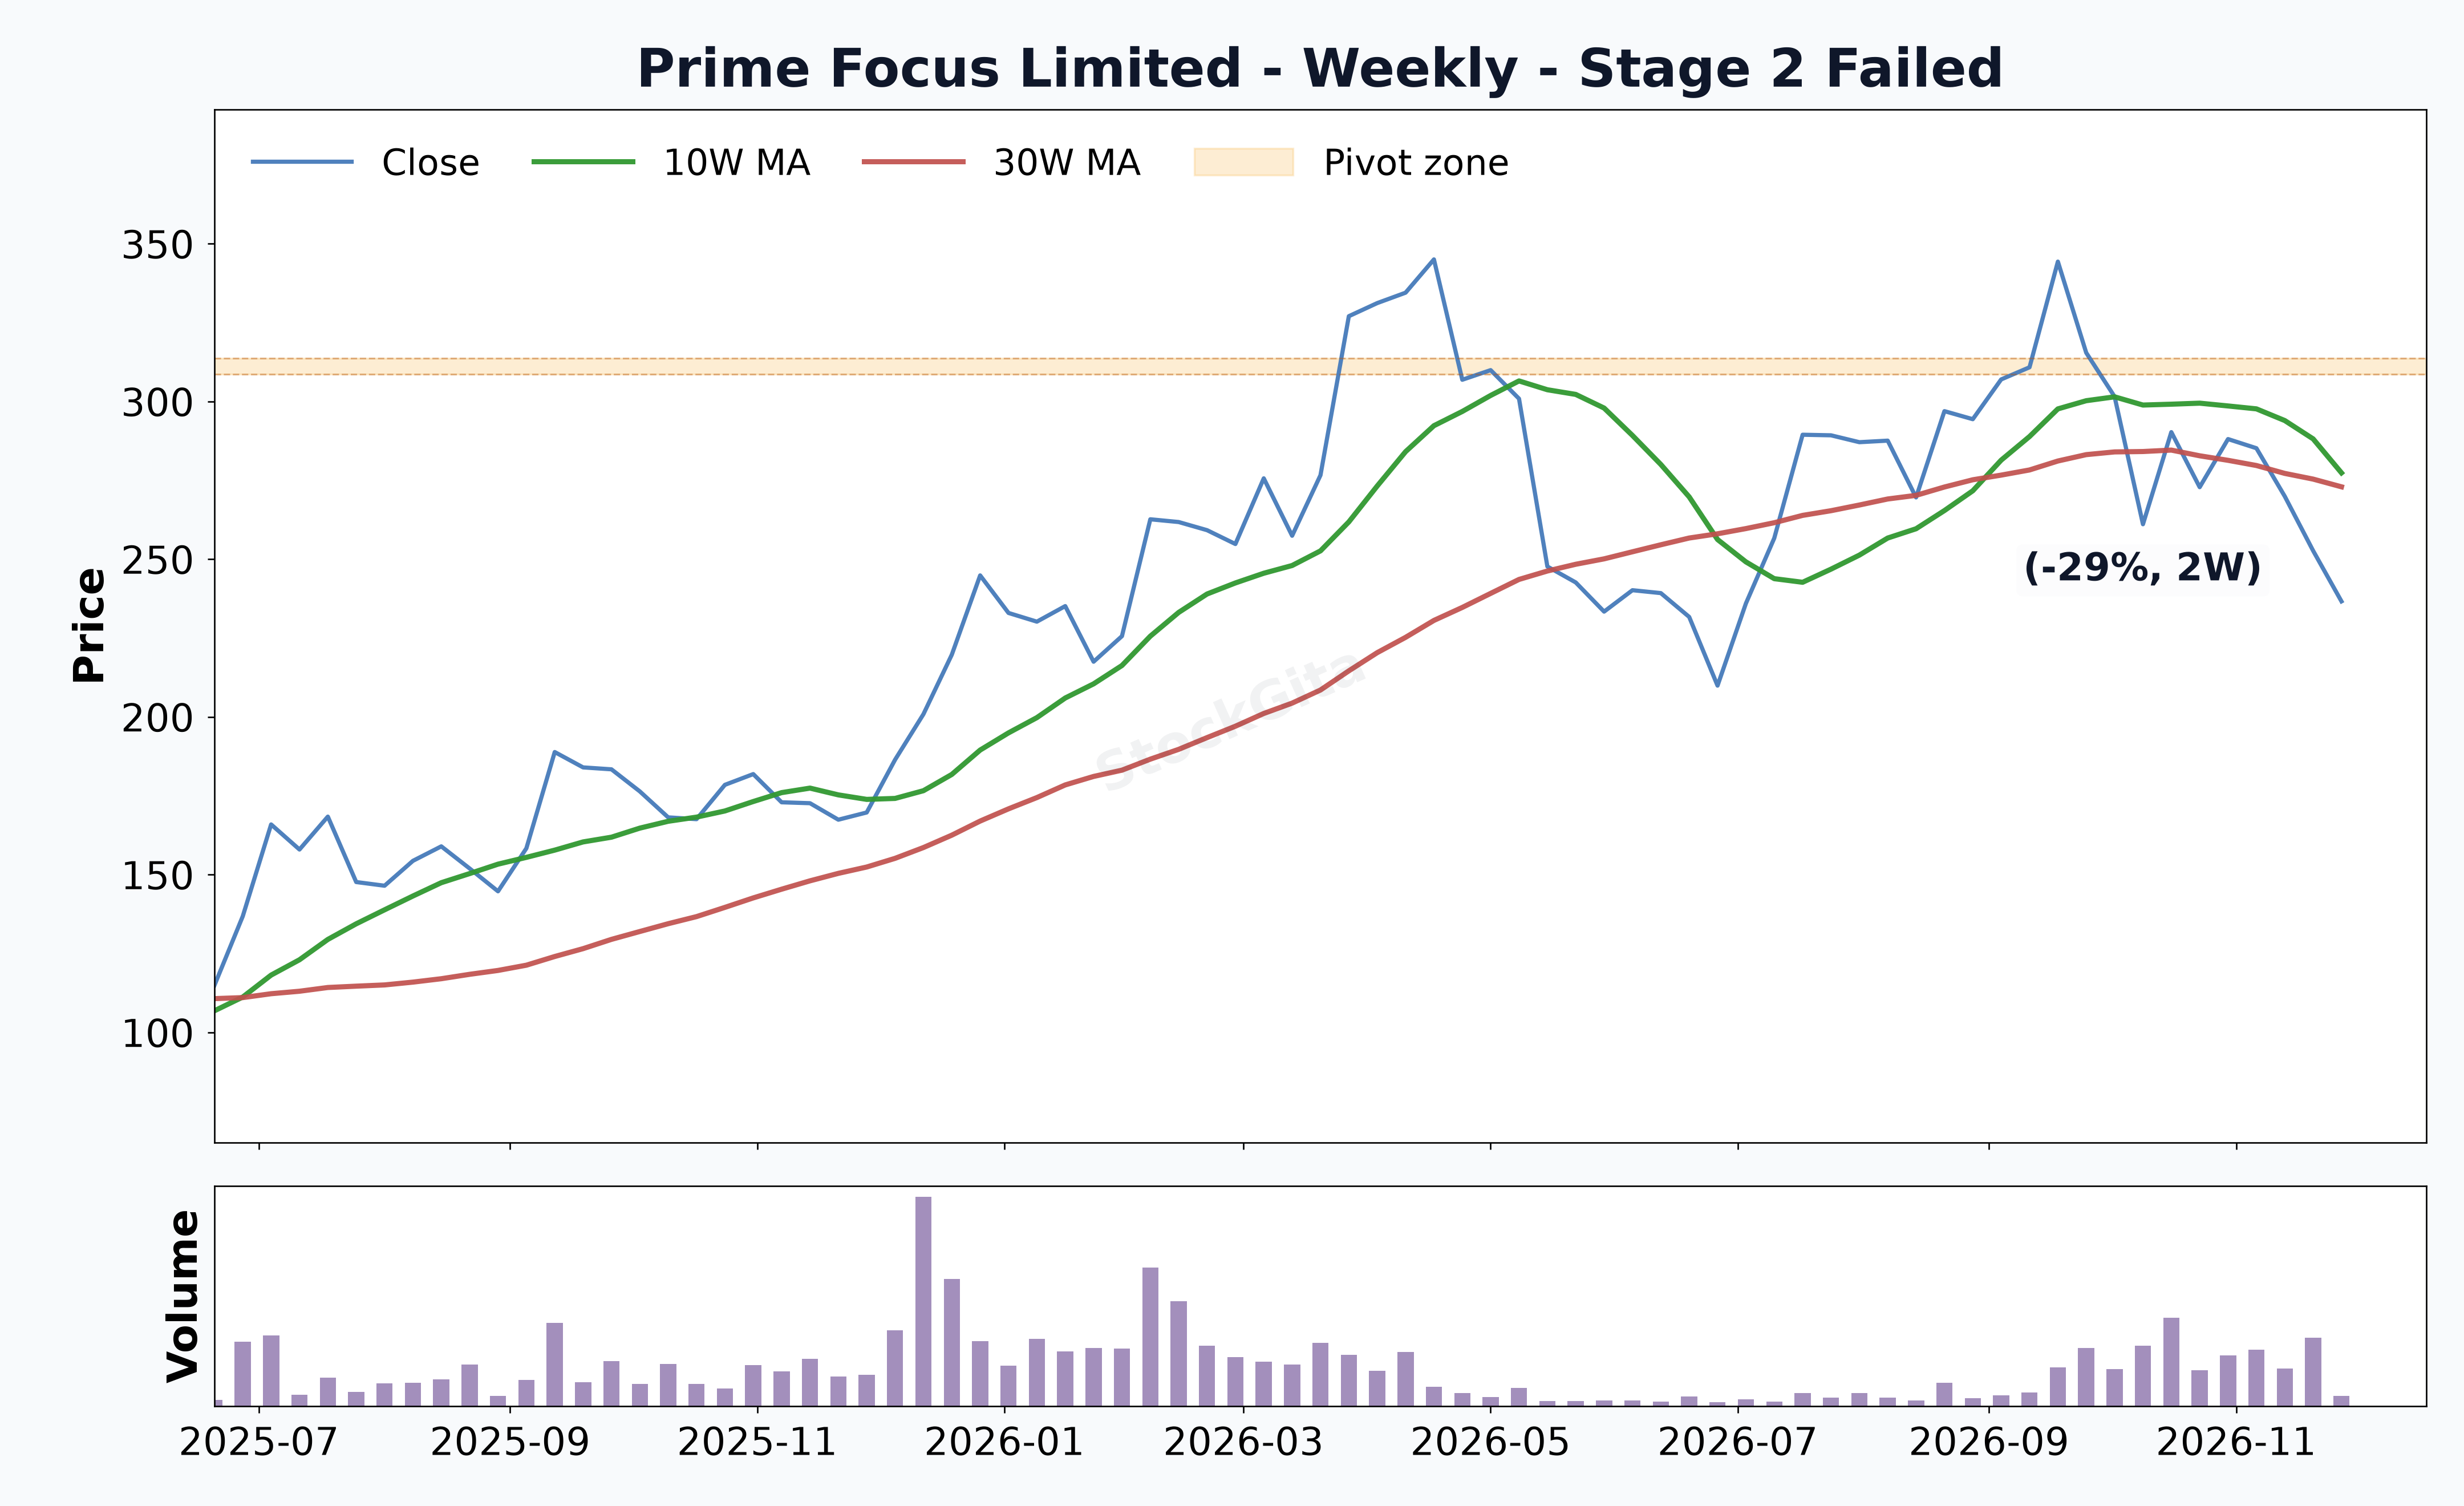 Prime Focus Limited - Weekly - Stage 2 Failed
Close 10W MA 30W MA Pivot zone
350
300
250
200
150
100
Price
(-29%, 2W)
StockGita
Volume
2025-07 2025-09 2025-11 2026-01 2026-03 2026-05 2026-07 2026-09 2026-11